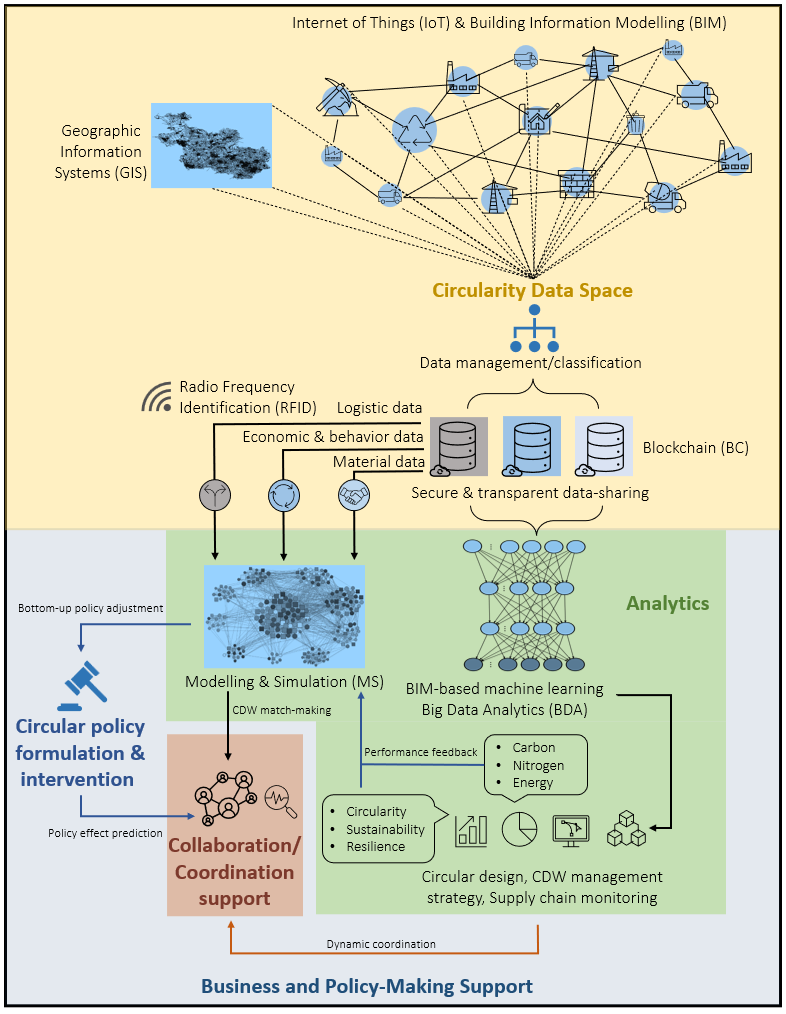 Internet of Things (IoT) & Building Information Modelling (BIM)
Geographic
Information
Systems (GIS)
Circularity Data Space
Data management/classification
Radio Frequency
Identification (RFID)
Logistic data
Economic & behavior data
Material data
Blockchain (BC)
Secure & transparent data-sharing
Analytics
Bottom-up policy adjustment
Modelling & Simulation (MS)
BIM-based machine learning
Big Data Analytics (BDA)
CDW match-making
Circular policy
formulation &
intervention
Performance feedback
• Carbon
• Nitrogen
• Energy
• Circularity
• Sustainability
• Resilience
Policy effect prediction
Collaboration/
Coordination
support
Circular design, CDW management
strategy, Supply chain monitoring
Dynamic coordination
Business and Policy-Making Support